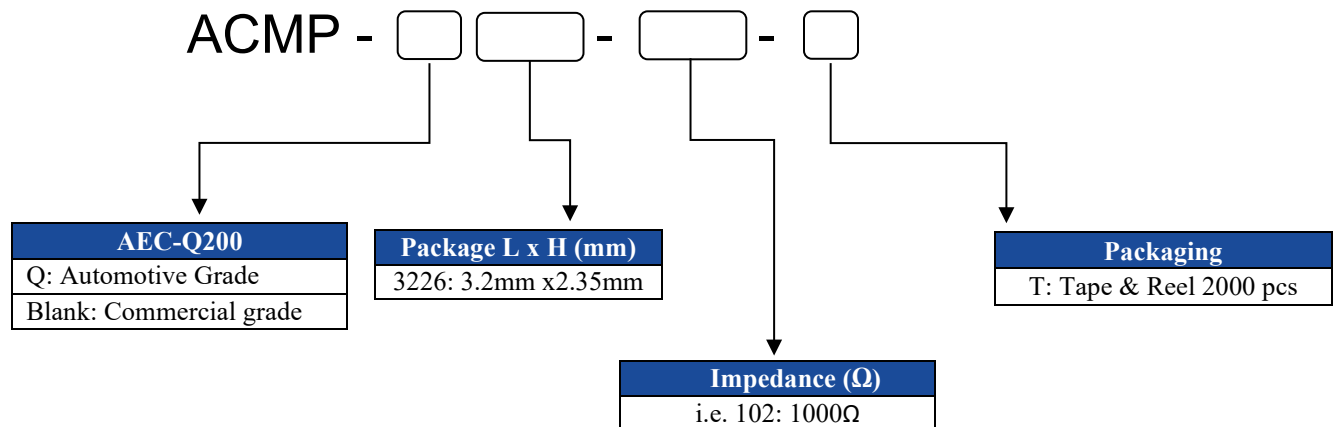 ACMP - - -
AEC-Q200
Q: Automotive Grade
Blank: Commercial grade
Package L x H (mm)
3226: 3.2mm x2.35mm
Impedance (Ω)
i.e. 102: 1000Ω
Packaging
T: Tape & Reel 2000 pcs